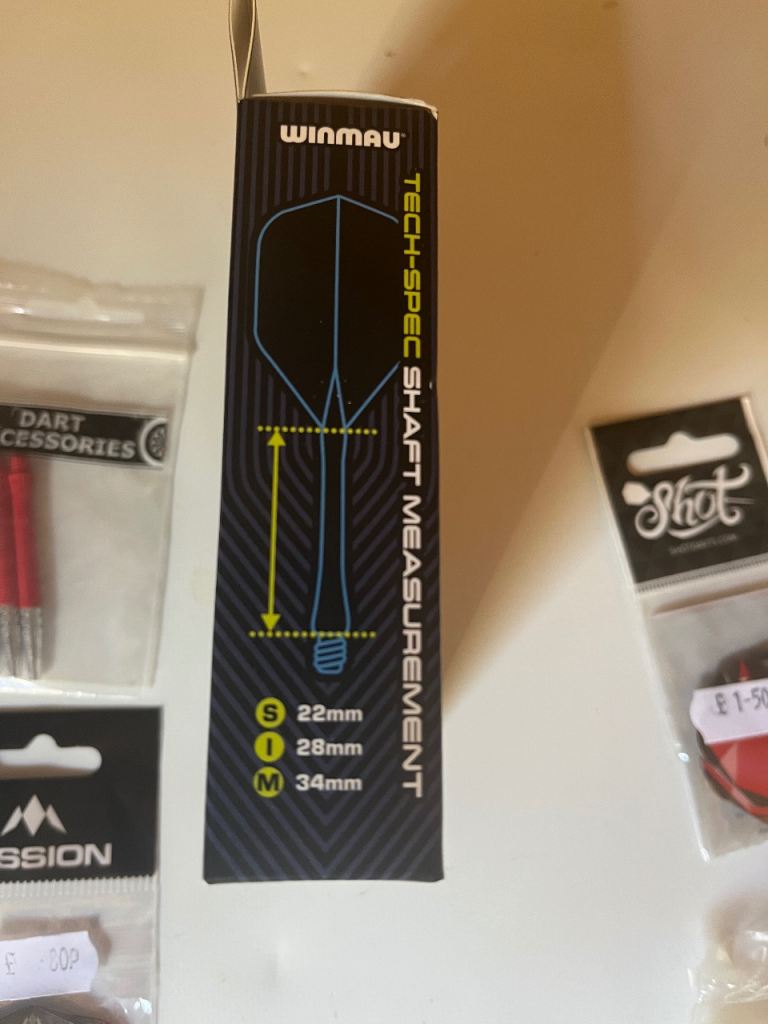 WINMAU
TECH-SPEC SHAFT MEASUREMENT
S 22mm
I 28mm
M 34mm
DART
CESSORIES
SSION
£ 80p
Shot
£1-50